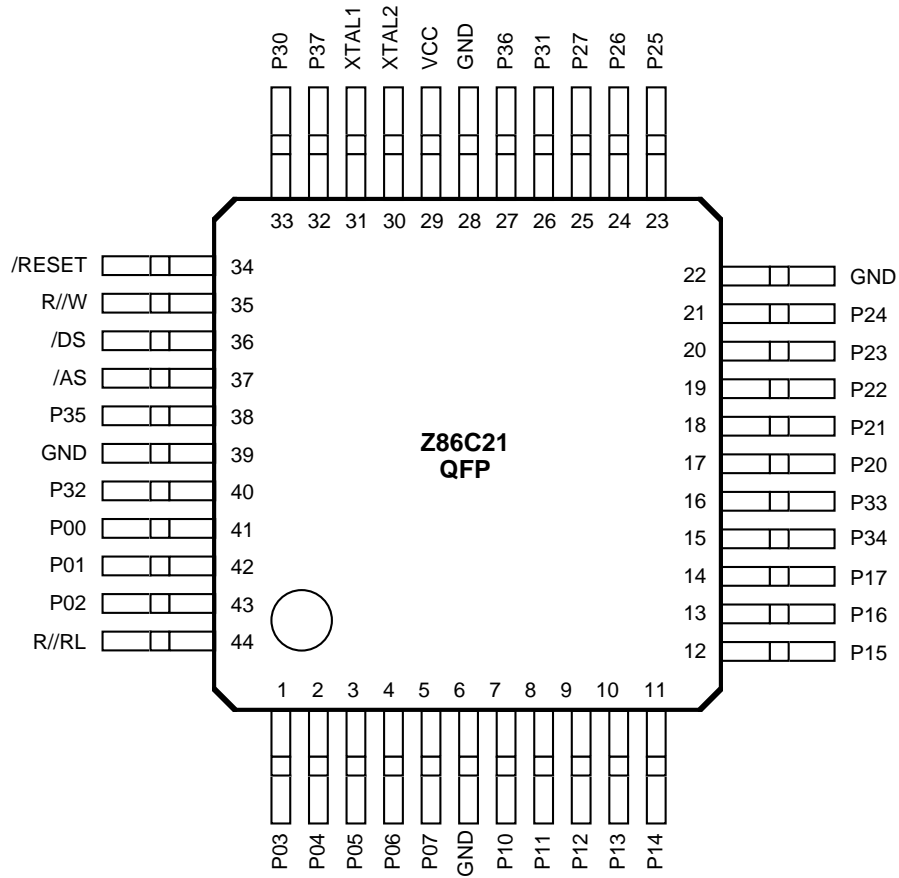 P30 P37 XTAL1 XTAL2 VCC GND P36 P31 P27 P26 P25
33 32 31 30 29 28 27 26 25 24 23
/RESET 34
R//W 35
/DS 36
/AS 37
P35 38
GND 39
P32 40
P00 41
P01 42
P02 43
R//RL 44
Z86C21
QFP
22 GND
21 P24
20 P23
19 P22
18 P21
17 P20
16 P33
15 P34
14 P17
13 P16
12 P15
1 2 3 4 5 6 7 8 9 10 11
P03 P04 P05 P06 P07 GND P10 P11 P12 P13 P14